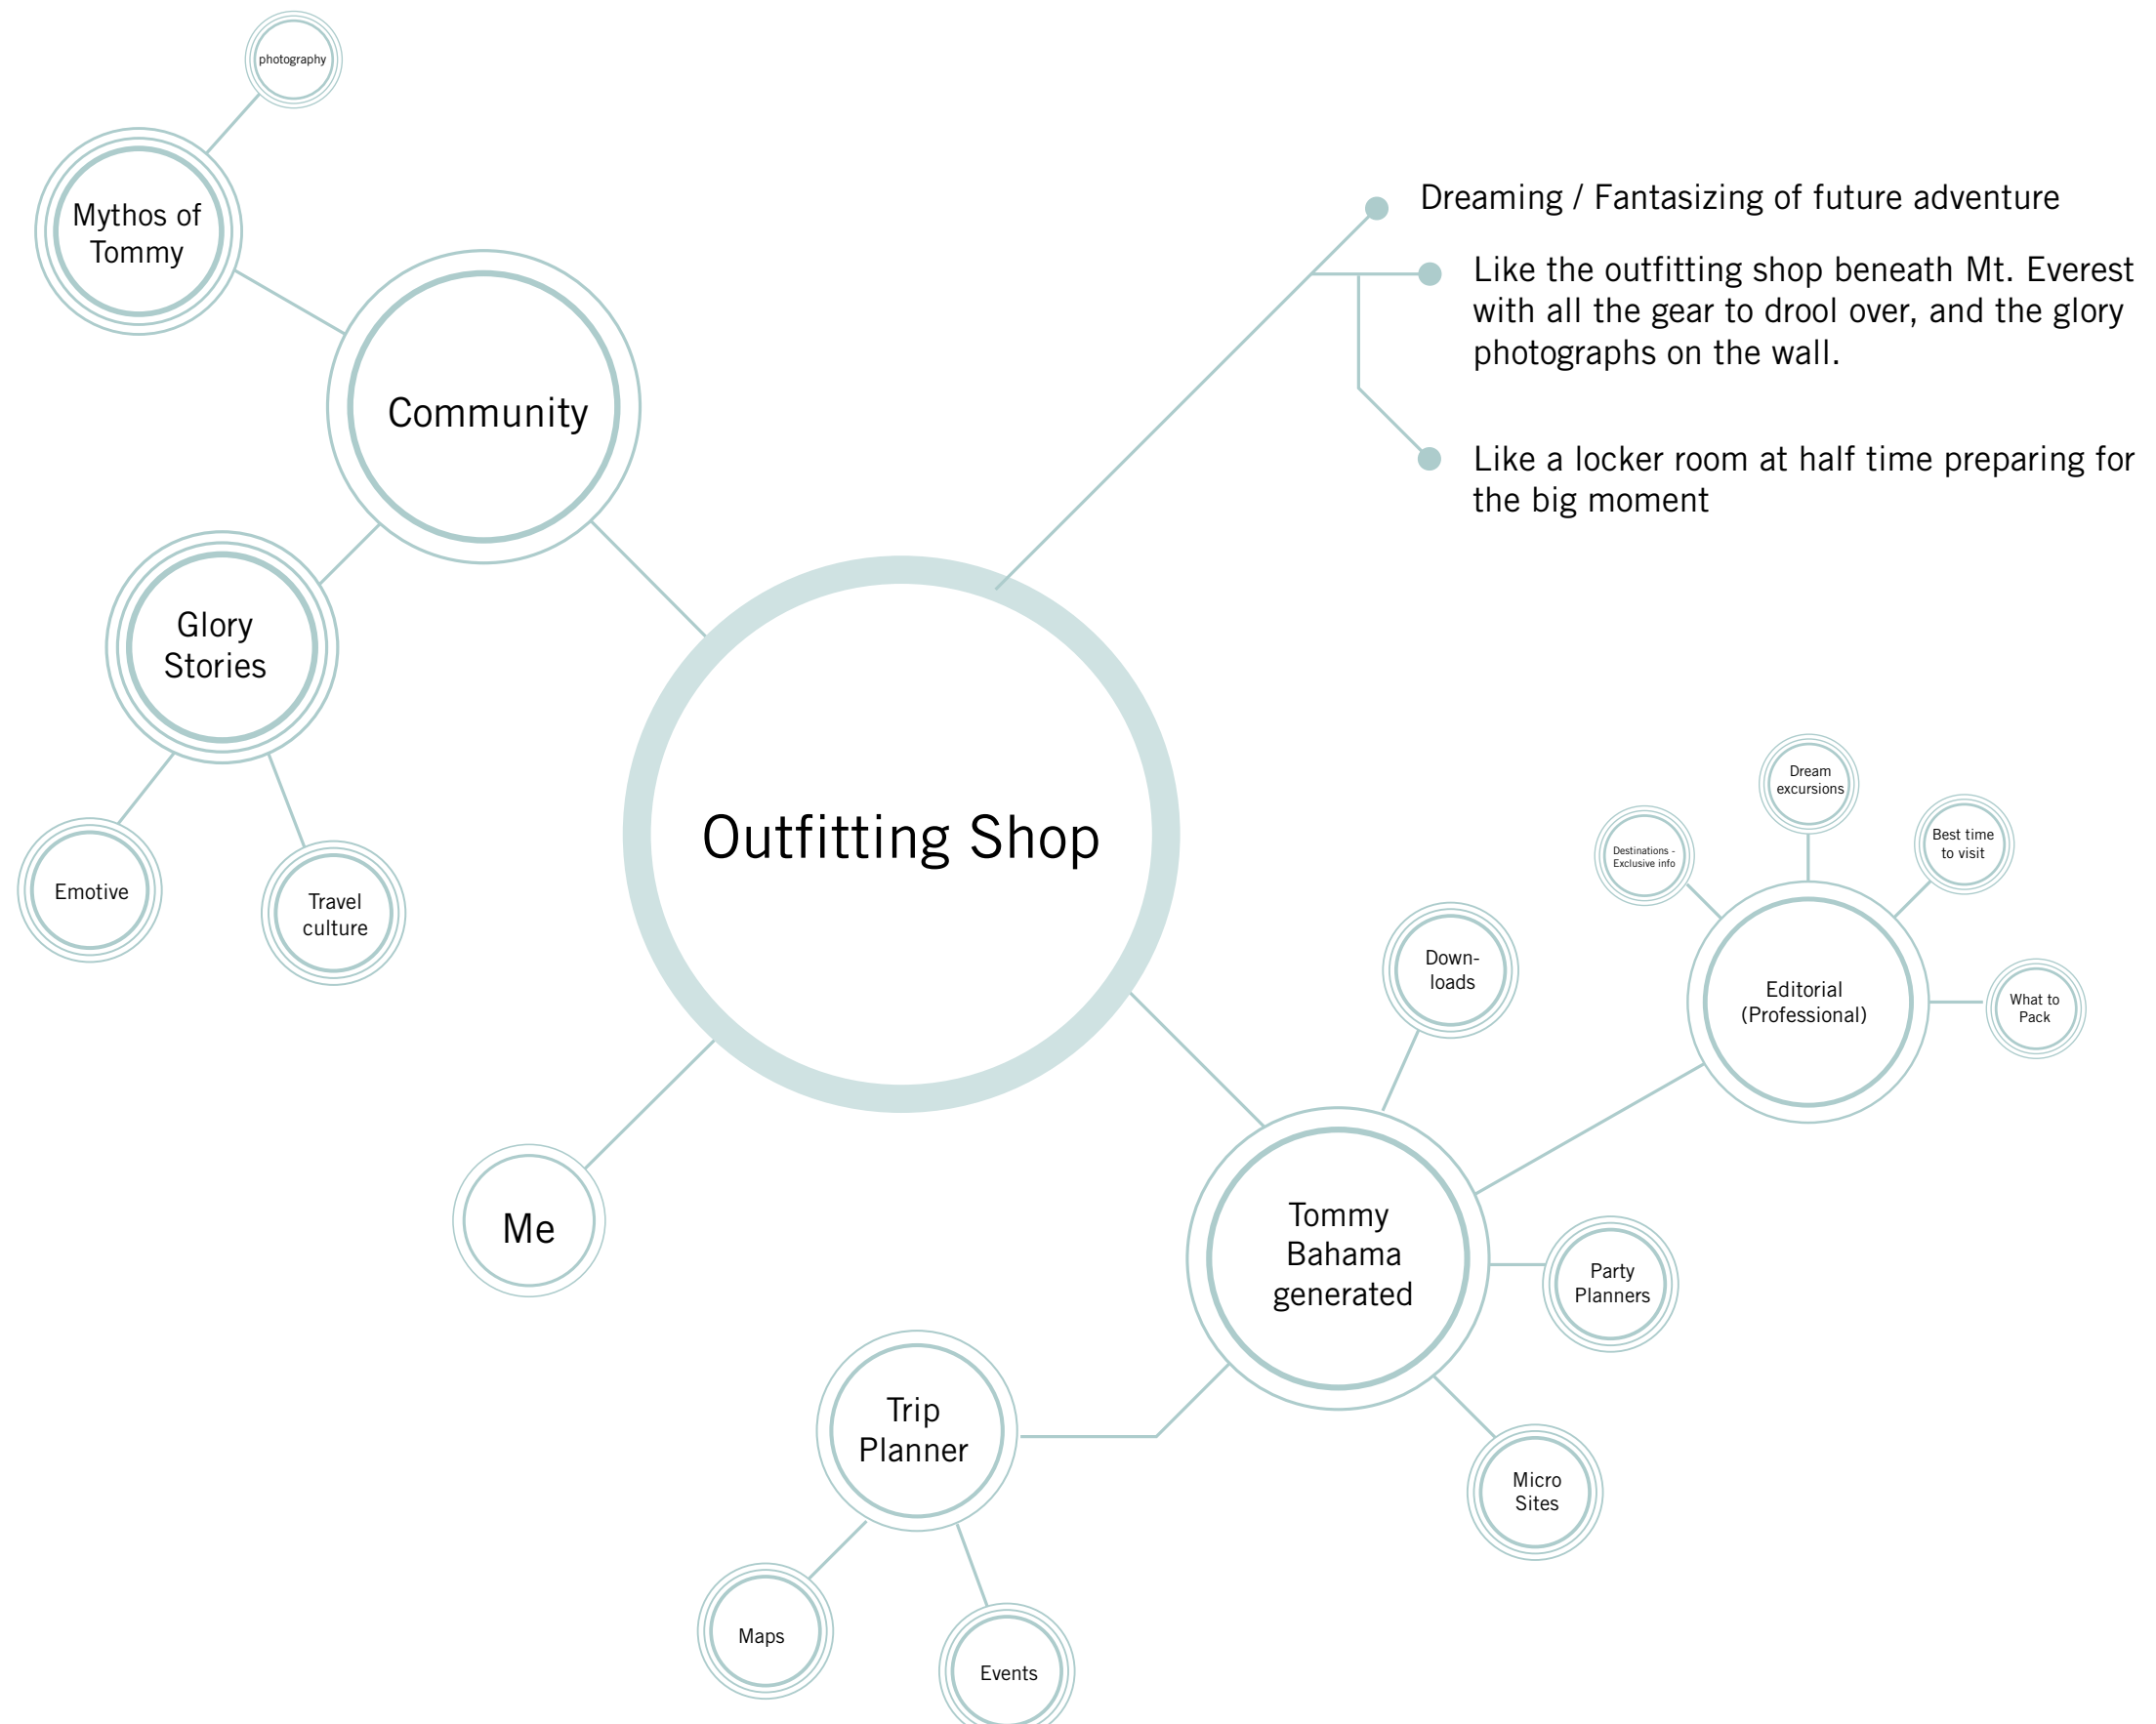 photography
Mythos of
Tommy
Dreaming / Fantasizing of future adventure
Like the outfitting shop beneath Mt. Everest
with all the gear to drool over, and the glory
photographs on the wall.
Community
Like a locker room at half time preparing for
the big moment
Glory
Stories
Outfitting Shop
Emotive
Travel
culture
Dream
excursions
Destinations -
Exclusive info
Best time
to visit
Down-
loads
Editorial
(Professional)
What to
Pack
Me
Tommy
Bahama
generated
Party
Planners
Trip
Planner
Micro
Sites
Maps
Events